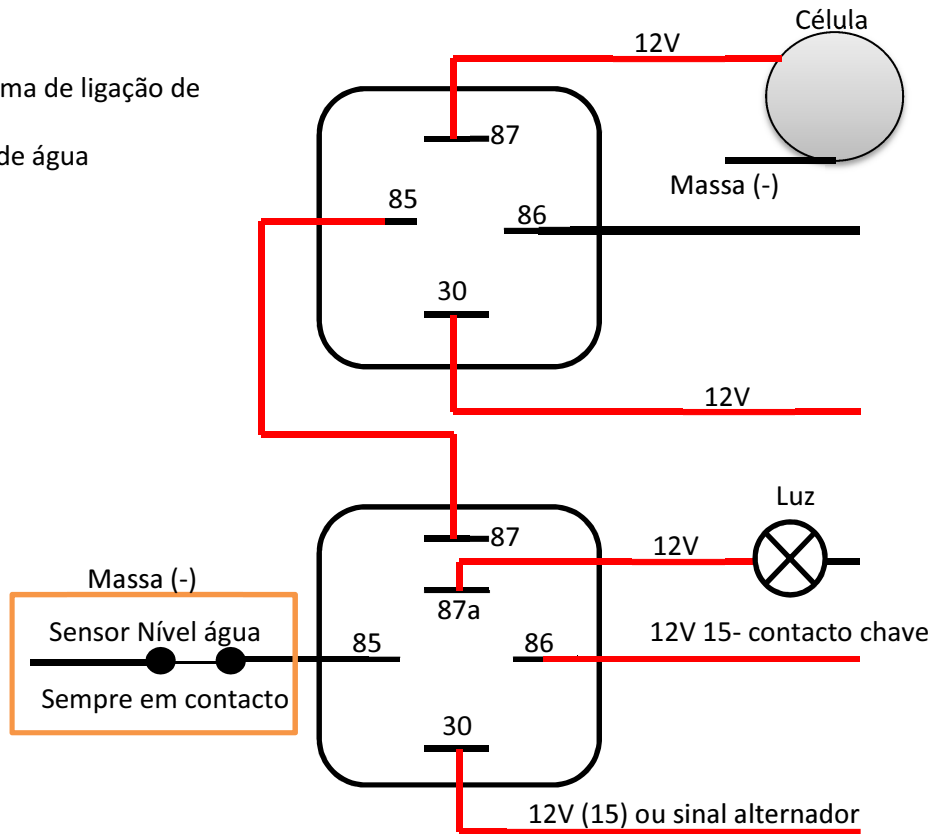 Célula
12V
ma de ligação de
87
de água
Massa (-)
85
86
30
12V
Luz
87
12V
Massa (-)
87a
Sensor Nível água
85
86
12V 15- contacto chave
Sempre em contacto
30
12V (15) ou sinal alternador